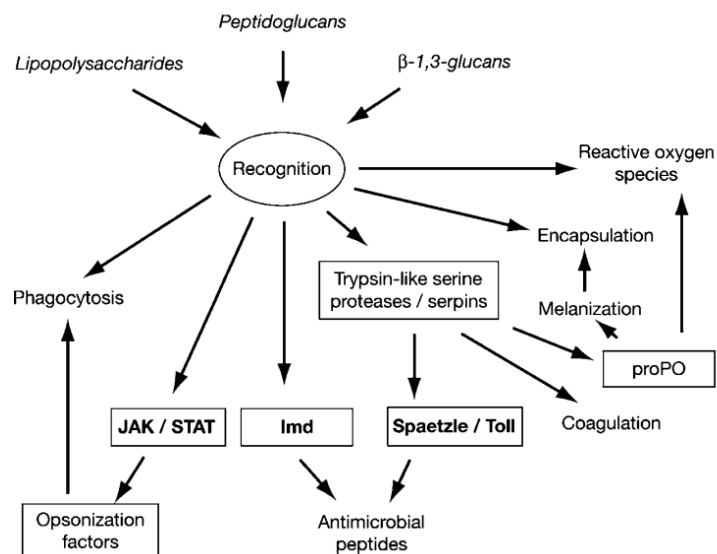 Peptidoglucans
Lipopolysaccharides
β-1,3-glucans
Recognition
Reactive oxygen
species
Encapsulation
Trypsin-like serine
proteases / serpins
Phagocytosis
Melanization
proPO
JAK / STAT
Imd
Spaetzle / Toll
Coagulation
Opsonization
factors
Antimicrobial
peptides